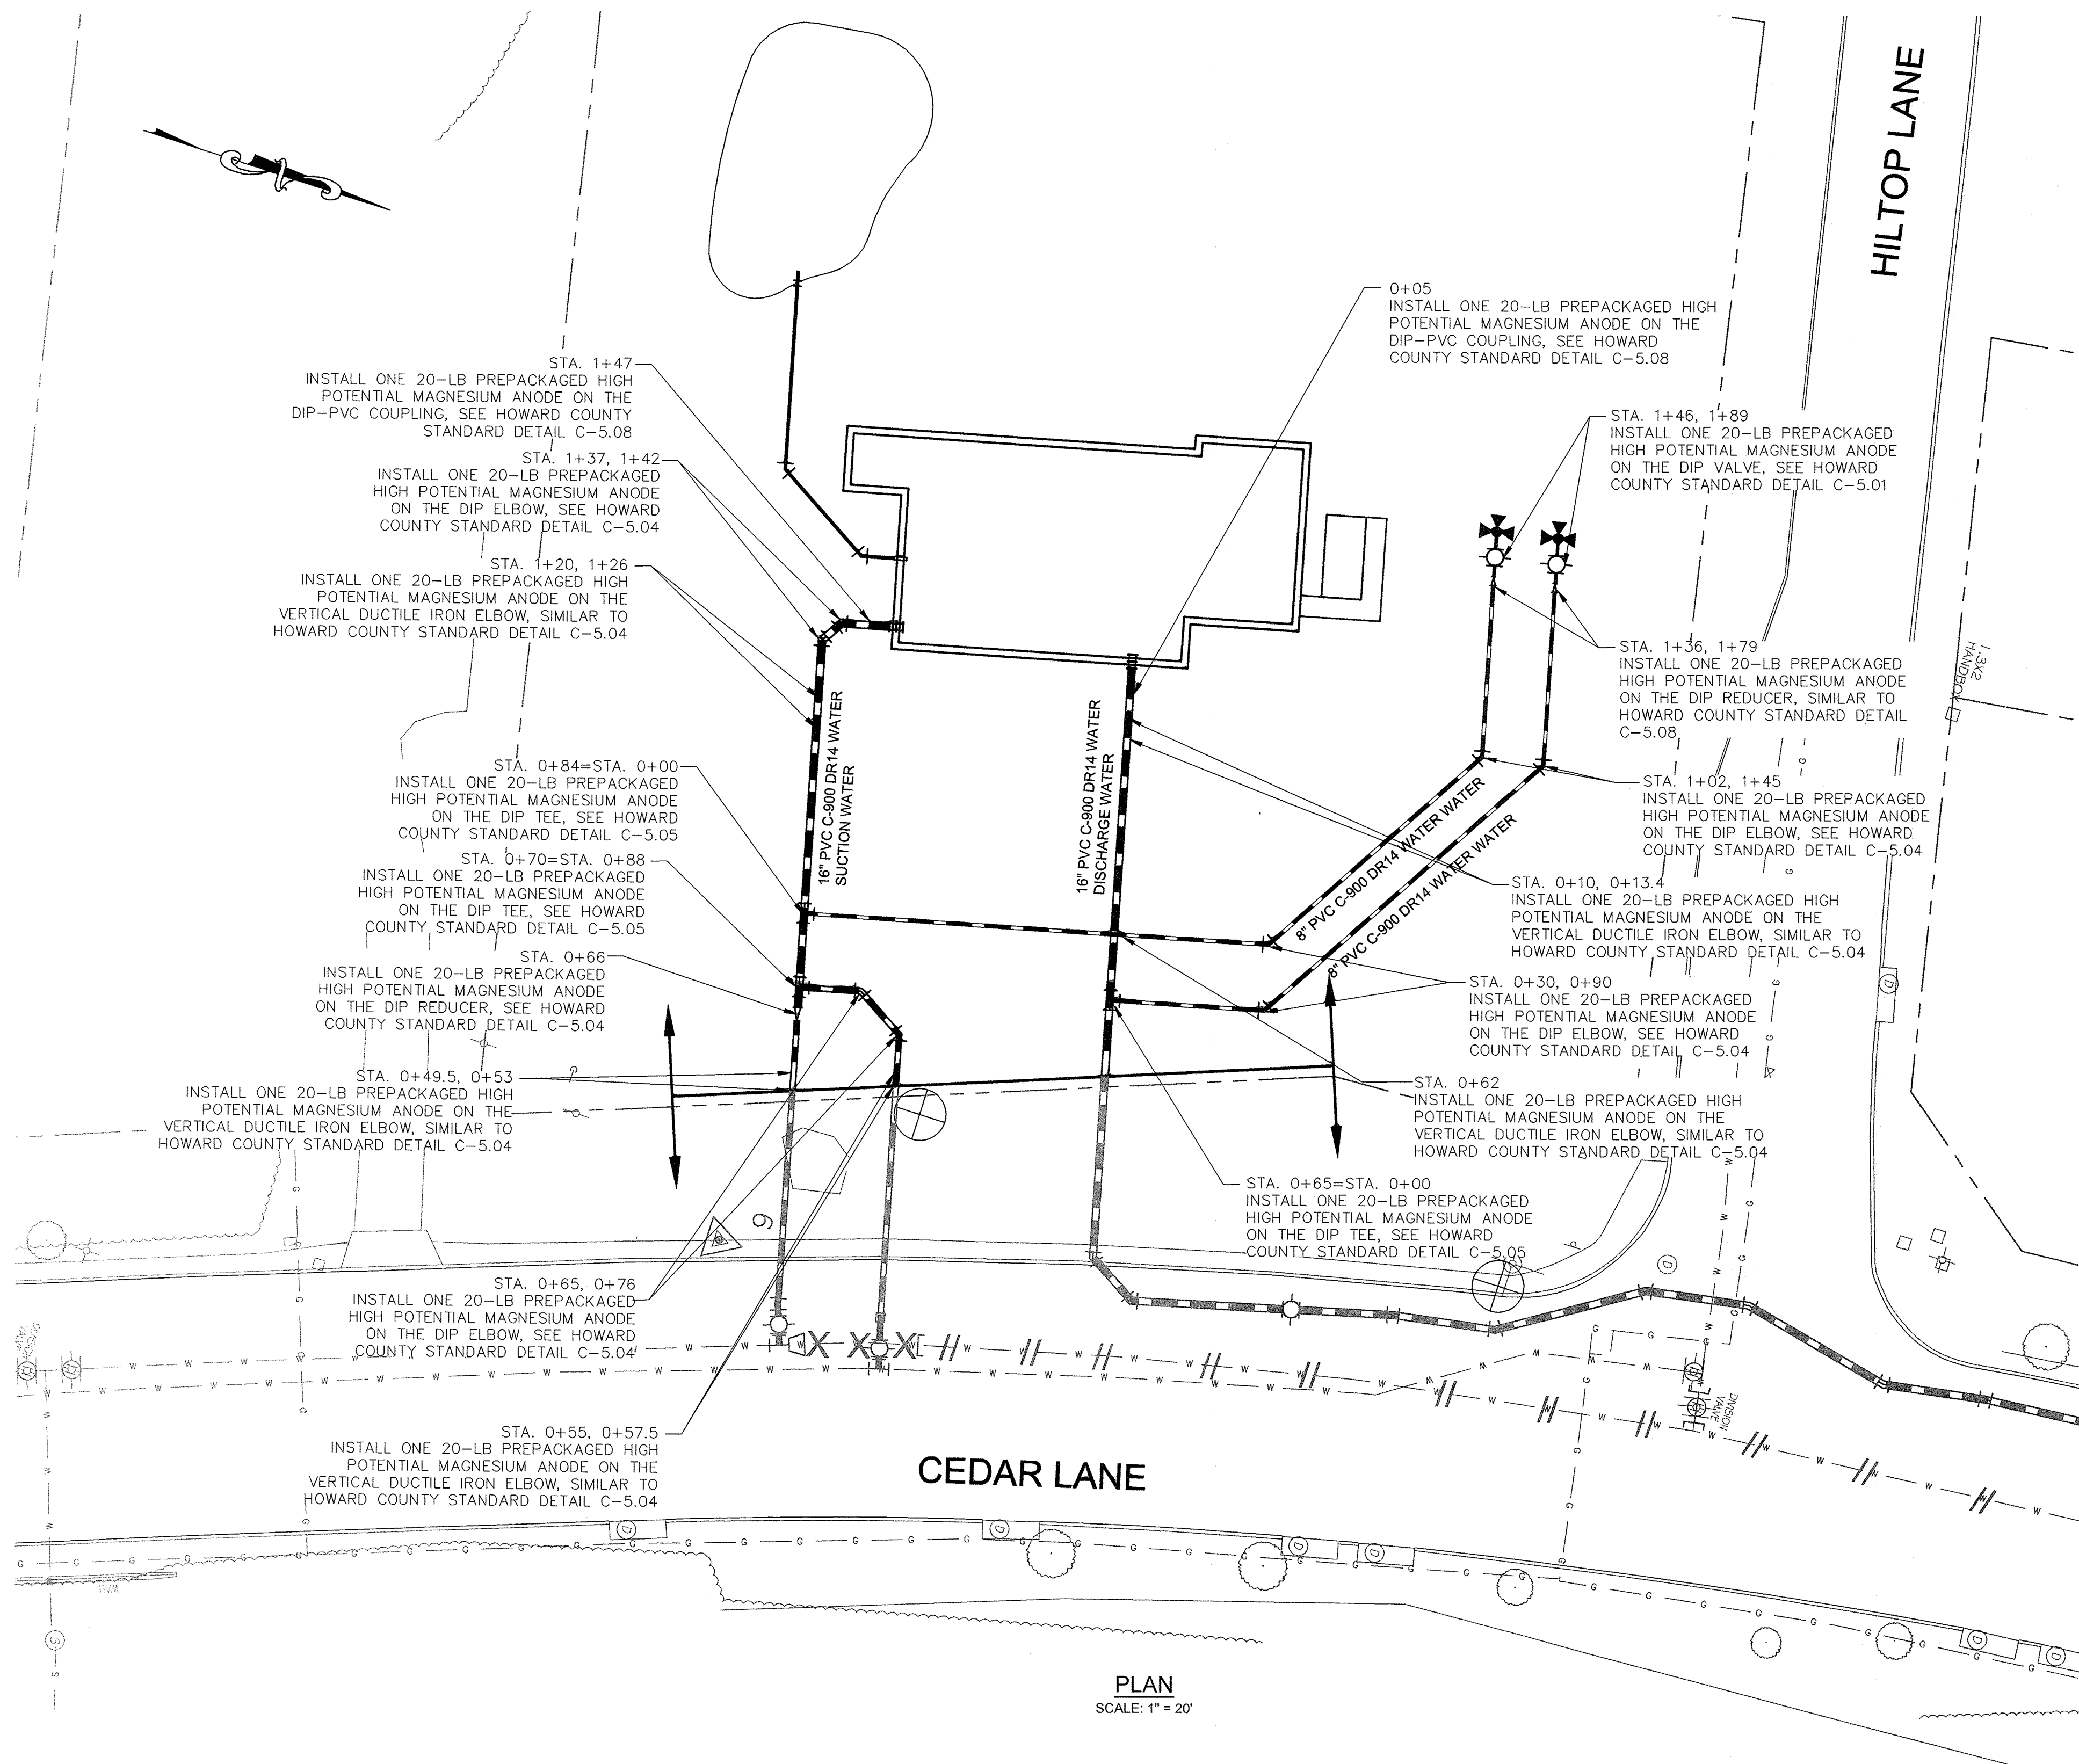 HILTOP LANE
0+05
INSTALL ONE 20-LB PREPACKAGED HIGH
POTENTIAL MAGNESIUM ANODE ON THE
DIP-PVC COUPLING, SEE HOWARD
COUNTY STANDARD DETAIL C-5.08
STA. 1+47
INSTALL ONE 20-LB PREPACKAGED HIGH
POTENTIAL MAGNESIUM ANODE ON THE
DIP-PVC COUPLING, SEE HOWARD COUNTY
STANDARD DETAIL C-5.08
STA. 1+37, 1+42
INSTALL ONE 20-LB PREPACKAGED
HIGH POTENTIAL MAGNESIUM ANODE
ON THE DIP ELBOW, SEE HOWARD
COUNTY STANDARD DETAIL C-5.04
STA. 1+20, 1+26
INSTALL ONE 20-LB PREPACKAGED HIGH
POTENTIAL MAGNESIUM ANODE ON THE
VERTICAL DUCTILE IRON ELBOW, SIMILAR TO
HOWARD COUNTY STANDARD DETAIL C-5.04
STA. 0+84=STA. 0+00
INSTALL ONE 20-LB PREPACKAGED
HIGH POTENTIAL MAGNESIUM ANODE
ON THE DIP TEE, SEE HOWARD
COUNTY STANDARD DETAIL C-5.05
STA. 0+70=STA. 0+88
INSTALL ONE 20-LB PREPACKAGED
HIGH POTENTIAL MAGNESIUM ANODE
ON THE DIP TEE, SEE HOWARD
COUNTY STANDARD DETAIL C-5.05
STA. 0+66
INSTALL ONE 20-LB PREPACKAGED
HIGH POTENTIAL MAGNESIUM ANODE
ON THE DIP REDUCER, SEE HOWARD
COUNTY STANDARD DETAIL C-5.04
STA. 0+49.5, 0+53
INSTALL ONE 20-LB PREPACKAGED HIGH
POTENTIAL MAGNESIUM ANODE ON THE
VERTICAL DUCTILE IRON ELBOW, SIMILAR TO
HOWARD COUNTY STANDARD DETAIL C-5.04
STA. 0+65, 0+76
INSTALL ONE 20-LB PREPACKAGED
HIGH POTENTIAL MAGNESIUM ANODE
ON THE DIP ELBOW, SEE HOWARD
COUNTY STANDARD DETAIL C-5.04
STA. 0+55, 0+57.5
INSTALL ONE 20-LB PREPACKAGED HIGH
POTENTIAL MAGNESIUM ANODE ON THE
VERTICAL DUCTILE IRON ELBOW, SIMILAR TO
HOWARD COUNTY STANDARD DETAIL C-5.04
16" PVC C-900 DR14 WATER
SUCTION WATER
16" PVC C-900 DR14 WATER
DISCHARGE WATER
8" PVC C-900 DR14 WATER WATER
8" PVC C-900 DR14 WATER WATER
STA. 1+46, 1+89
INSTALL ONE 20-LB PREPACKAGED
HIGH POTENTIAL MAGNESIUM ANODE
ON THE DIP VALVE, SEE HOWARD
COUNTY STANDARD DETAIL C-5.01
STA. 1+36, 1+79
INSTALL ONE 20-LB PREPACKAGED
HIGH POTENTIAL MAGNESIUM ANODE
ON THE DIP REDUCER, SIMILAR TO
HOWARD COUNTY STANDARD DETAIL
C-5.08
1.3X2
HANDBOX
STA. 1+02, 1+45
INSTALL ONE 20-LB PREPACKAGED
HIGH POTENTIAL MAGNESIUM ANODE
ON THE DIP ELBOW, SEE HOWARD
COUNTY STANDARD DETAIL C-5.04
STA. 0+10, 0+13.4
INSTALL ONE 20-LB PREPACKAGED HIGH
POTENTIAL MAGNESIUM ANODE ON THE
VERTICAL DUCTILE IRON ELBOW, SIMILAR TO
HOWARD COUNTY STANDARD DETAIL C-5.04
STA. 0+30, 0+90
INSTALL ONE 20-LB PREPACKAGED
HIGH POTENTIAL MAGNESIUM ANODE
ON THE DIP ELBOW, SEE HOWARD
COUNTY STANDARD DETAIL C-5.04
STA. 0+62
INSTALL ONE 20-LB PREPACKAGED HIGH
POTENTIAL MAGNESIUM ANODE ON THE
VERTICAL DUCTILE IRON ELBOW, SIMILAR TO
HOWARD COUNTY STANDARD DETAIL C-5.04
STA. 0+65=STA. 0+00
INSTALL ONE 20-LB PREPACKAGED
HIGH POTENTIAL MAGNESIUM ANODE
ON THE DIP TEE, SEE HOWARD
COUNTY STANDARD DETAIL C-5.05
9
DIVISION
VALVE
DIVISION
VALVE
CEDAR LANE
WALL
PLAN
SCALE: 1" = 20'